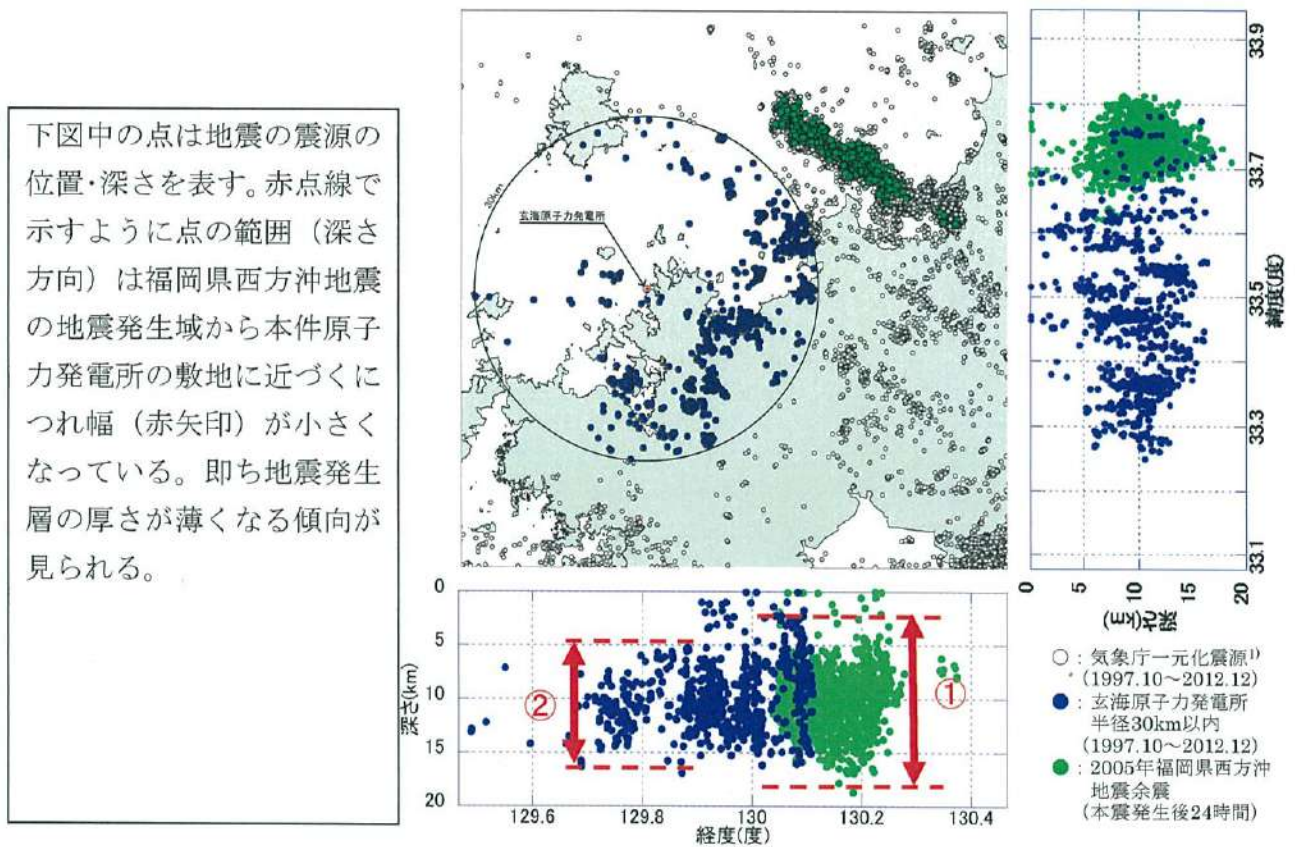 下図中の点は地震の震源の
位置・深さを表す。赤点線で
示すように点の範囲（深さ
方向）は福岡県西方沖地震
の地震発生域から本件原子
力発電所の敷地に近づくに
つれ幅（赤矢印）が小さく
なっている。即ち地震発生
層の厚さが薄くなる傾向が
見られる。
30km
玄海原子力発電所
33.9
33.7
33.5
33.3
33.1
緯度(度)
0
5
10
15
20
深さ(km)
0
5
10
15
20
深さ(km)
②
①
129.6
129.8
130
130.2
130.4
経度(度)
○：気象庁一元化震源1)
(1997.10～2012.12)
●：玄海原子力発電所
半径30km以内
(1997.10～2012.12)
●：2005年福岡県西方沖
地震余震
(本震発生後24時間)